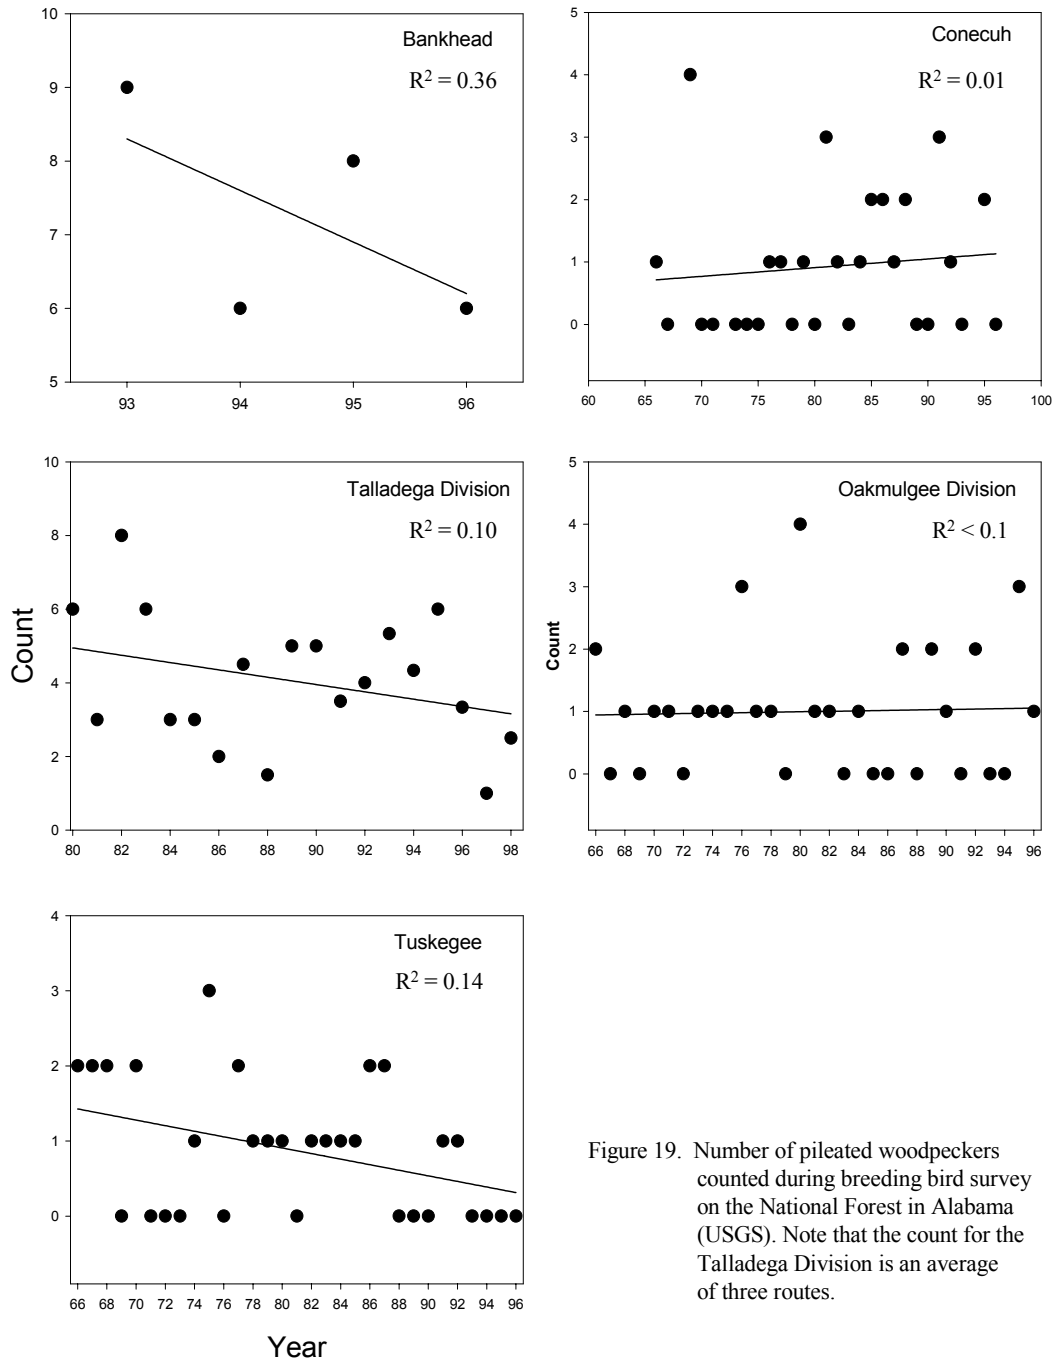 Bankhead
R² = 0.36
10
9
8
7
6
5
93 94 95 96
Conecuh
R² = 0.01
5
4
3
2
1
0
60 65 70 75 80 85 90 95 100
Talladega Division
R² = 0.10
10
8
6
4
2
0
80 82 84 86 88 90 92 94 96 98
Count
Oakmulgee Division
R² < 0.1
5
4
3
2
1
0
Count
66 68 70 72 74 76 78 80 82 84 86 88 90 92 94 96
Tuskegee
R² = 0.14
4
3
2
1
0
66 68 70 72 74 76 78 80 82 84 86 88 90 92 94 96
Year
Figure 19. Number of pileated woodpeckers
counted during breeding bird survey
on the National Forest in Alabama
(USGS). Note that the count for the
Talladega Division is an average
of three routes.